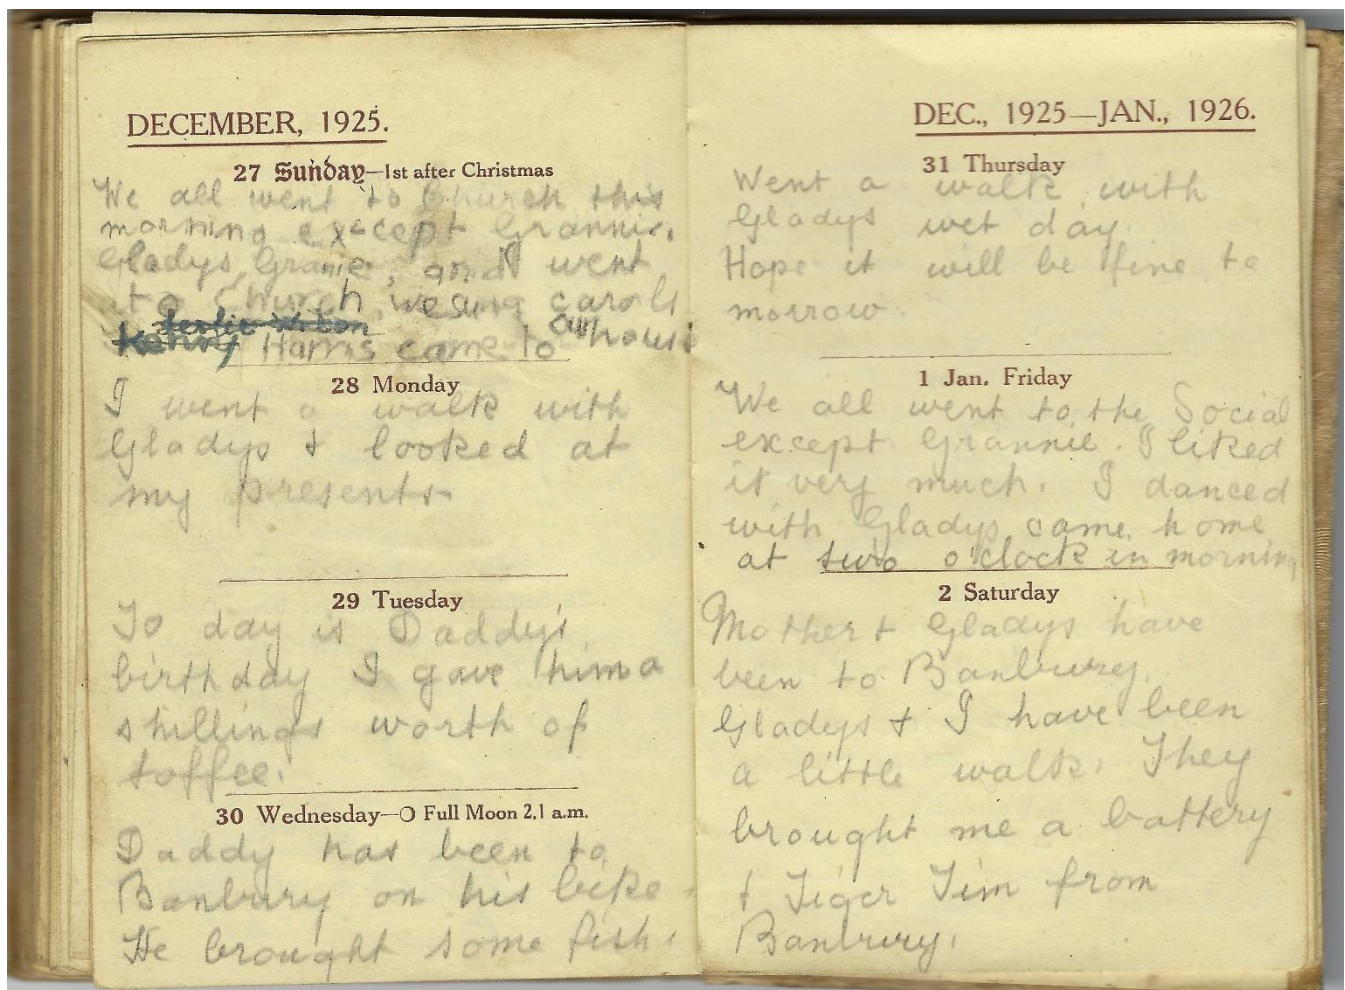 DECEMBER, 1925.
27 Sunday—1st after Christmas
We all went to Church this
morning except Grannie.
Gladys, Grannie, and I went
to Church, we sung carols
Leslie
Harris came to our house
28 Monday
I went a walk with
Gladys & looked at
my presents
29 Tuesday
To day is Daddy's
birthday I gave him a
shillings worth of
toffee.
30 Wednesday—O Full Moon 2.1 a.m.
Daddy has been to
Banbury on his bike.
He brought some fish.
DEC., 1925—JAN., 1926.
31 Thursday
Went a walk with
Gladys wet day.
Hope it will be fine to
morrow.
1 Jan. Friday
We all went to the Social
except Grannie. I liked
it very much. I danced
with Gladys came home
at two o'clock in morning
2 Saturday
Mother & Gladys have
been to Banbury.
Gladys & I have been
a little walk. They
brought me a battery
& Tiger Tim from
Banbury.